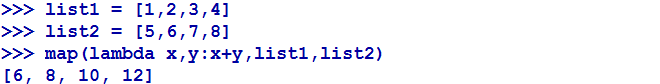 >>> list1 = [1,2,3,4]
>>> list2 = [5,6,7,8]
>>> map(lambda x,y:x+y,list1,list2)
[6, 8, 10, 12]